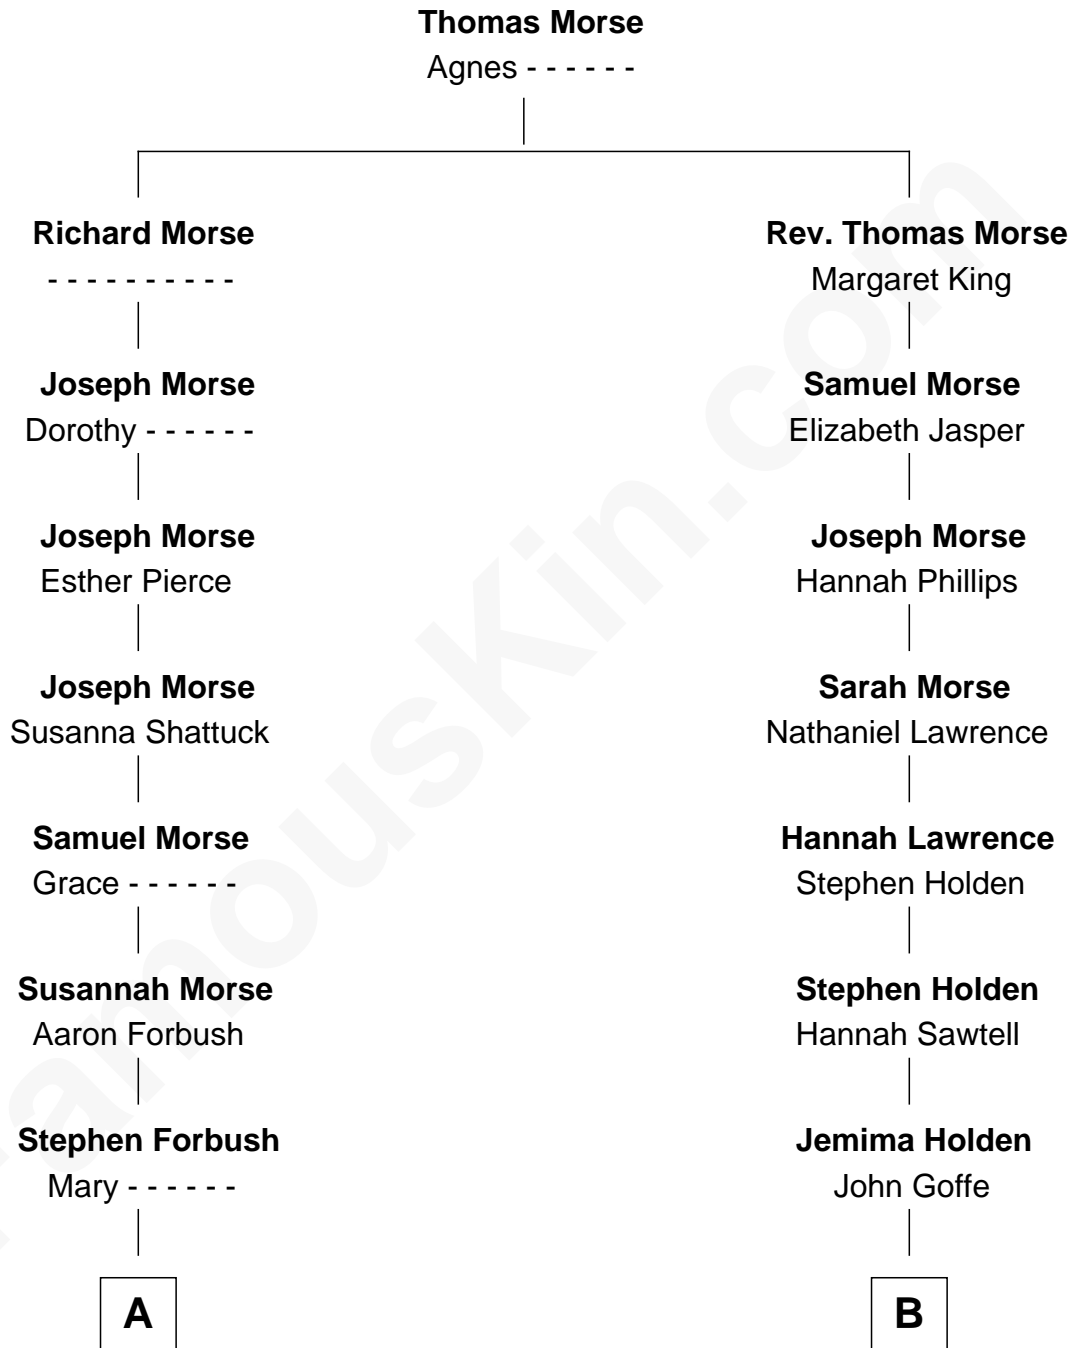 Thomas Morse
Agnes - - - - - -
Richard Morse
- - - - - - - - - -
Rev. Thomas Morse
Margaret King
Joseph Morse
Dorothy - - - - - -
Samuel Morse
Elizabeth Jasper
Joseph Morse
Esther Pierce
Joseph Morse
Hannah Phillips
Joseph Morse
Susanna Shattuck
Sarah Morse
Nathaniel Lawrence
Samuel Morse
Grace - - - - - -
Hannah Lawrence
Stephen Holden
Susannah Morse
Aaron Forbush
Stephen Holden
Hannah Sawtell
Stephen Forbush
Mary - - - - - -
Jemima Holden
John Goffe
A
B
FamousKin.com